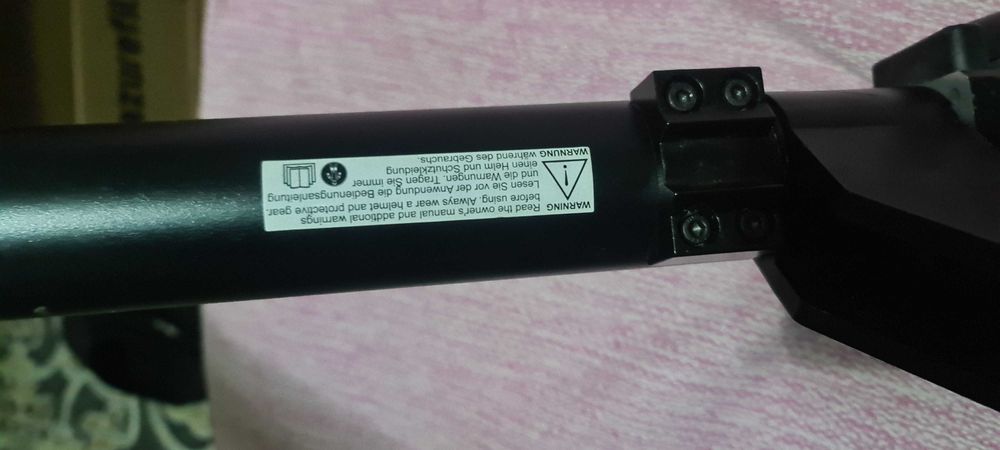 WARNING
Read the owner's manual and addtional warnings
before using. Always wear a helmet and protective gear.
Lesen Sie vor der Anwendung die Bedienungsanleitung
und die Warnungen. Tragen Sie immer
einen Helm und Schutzkleidung
während des Gebrauchs.
WARNUNG